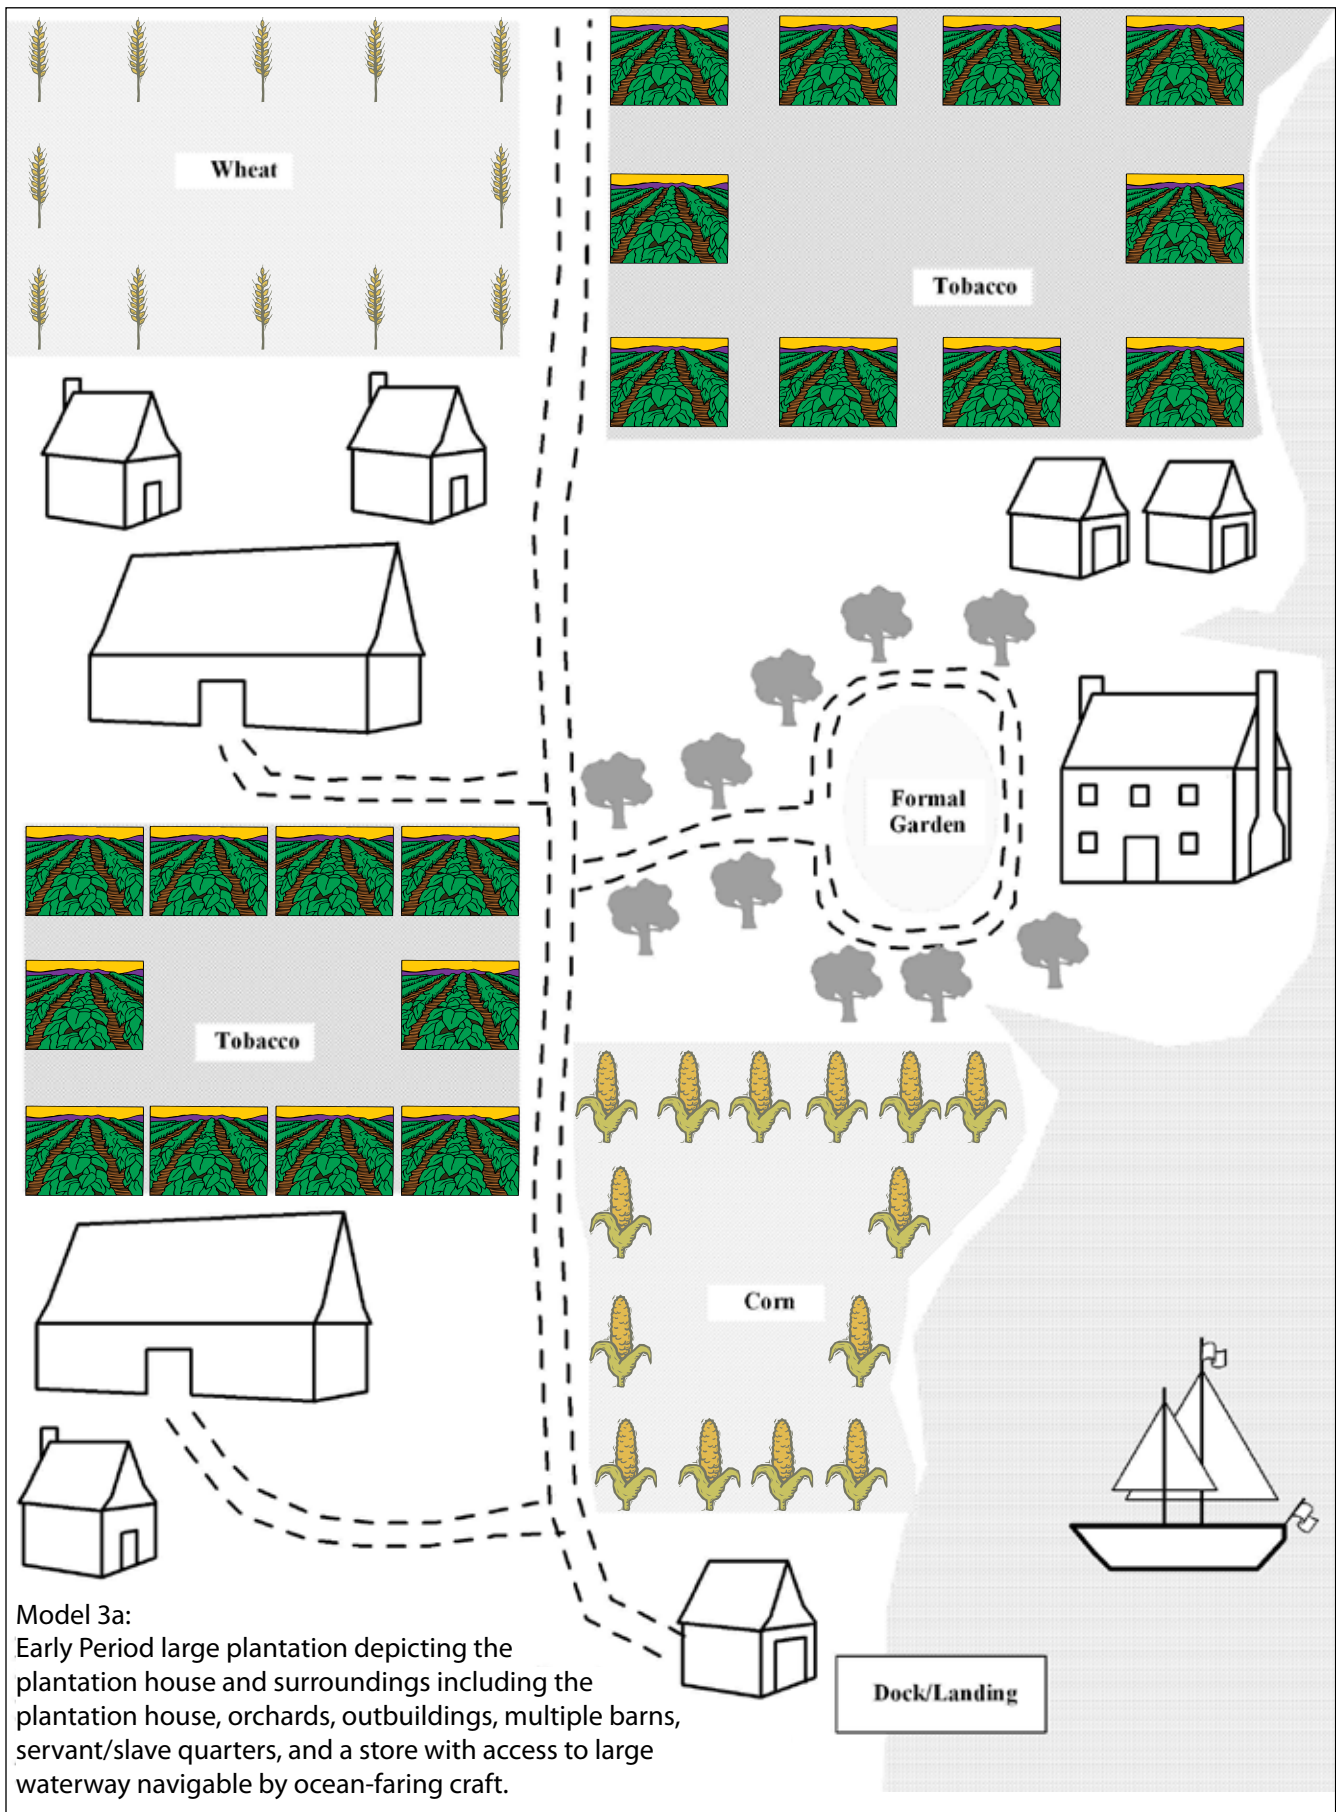 Wheat
Tobacco
Formal
Garden
Tobacco
Corn
Dock/Landing
Model 3a:
Early Period large plantation depicting the
plantation house and surroundings including the
plantation house, orchards, outbuildings, multiple barns,
servant/slave quarters, and a store with access to large
waterway navigable by ocean-faring craft.